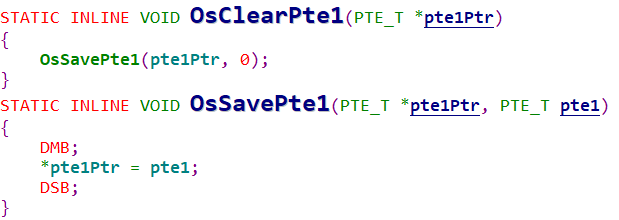 STATIC INLINE VOID OsClearPte1(PTE_T *pte1Ptr)
{
    OsSavePte1(pte1Ptr, 0);
}
STATIC INLINE VOID OsSavePte1(PTE_T *pte1Ptr, PTE_T pte1)
{
    DMB;
    *pte1Ptr = pte1;
    DSB;
}